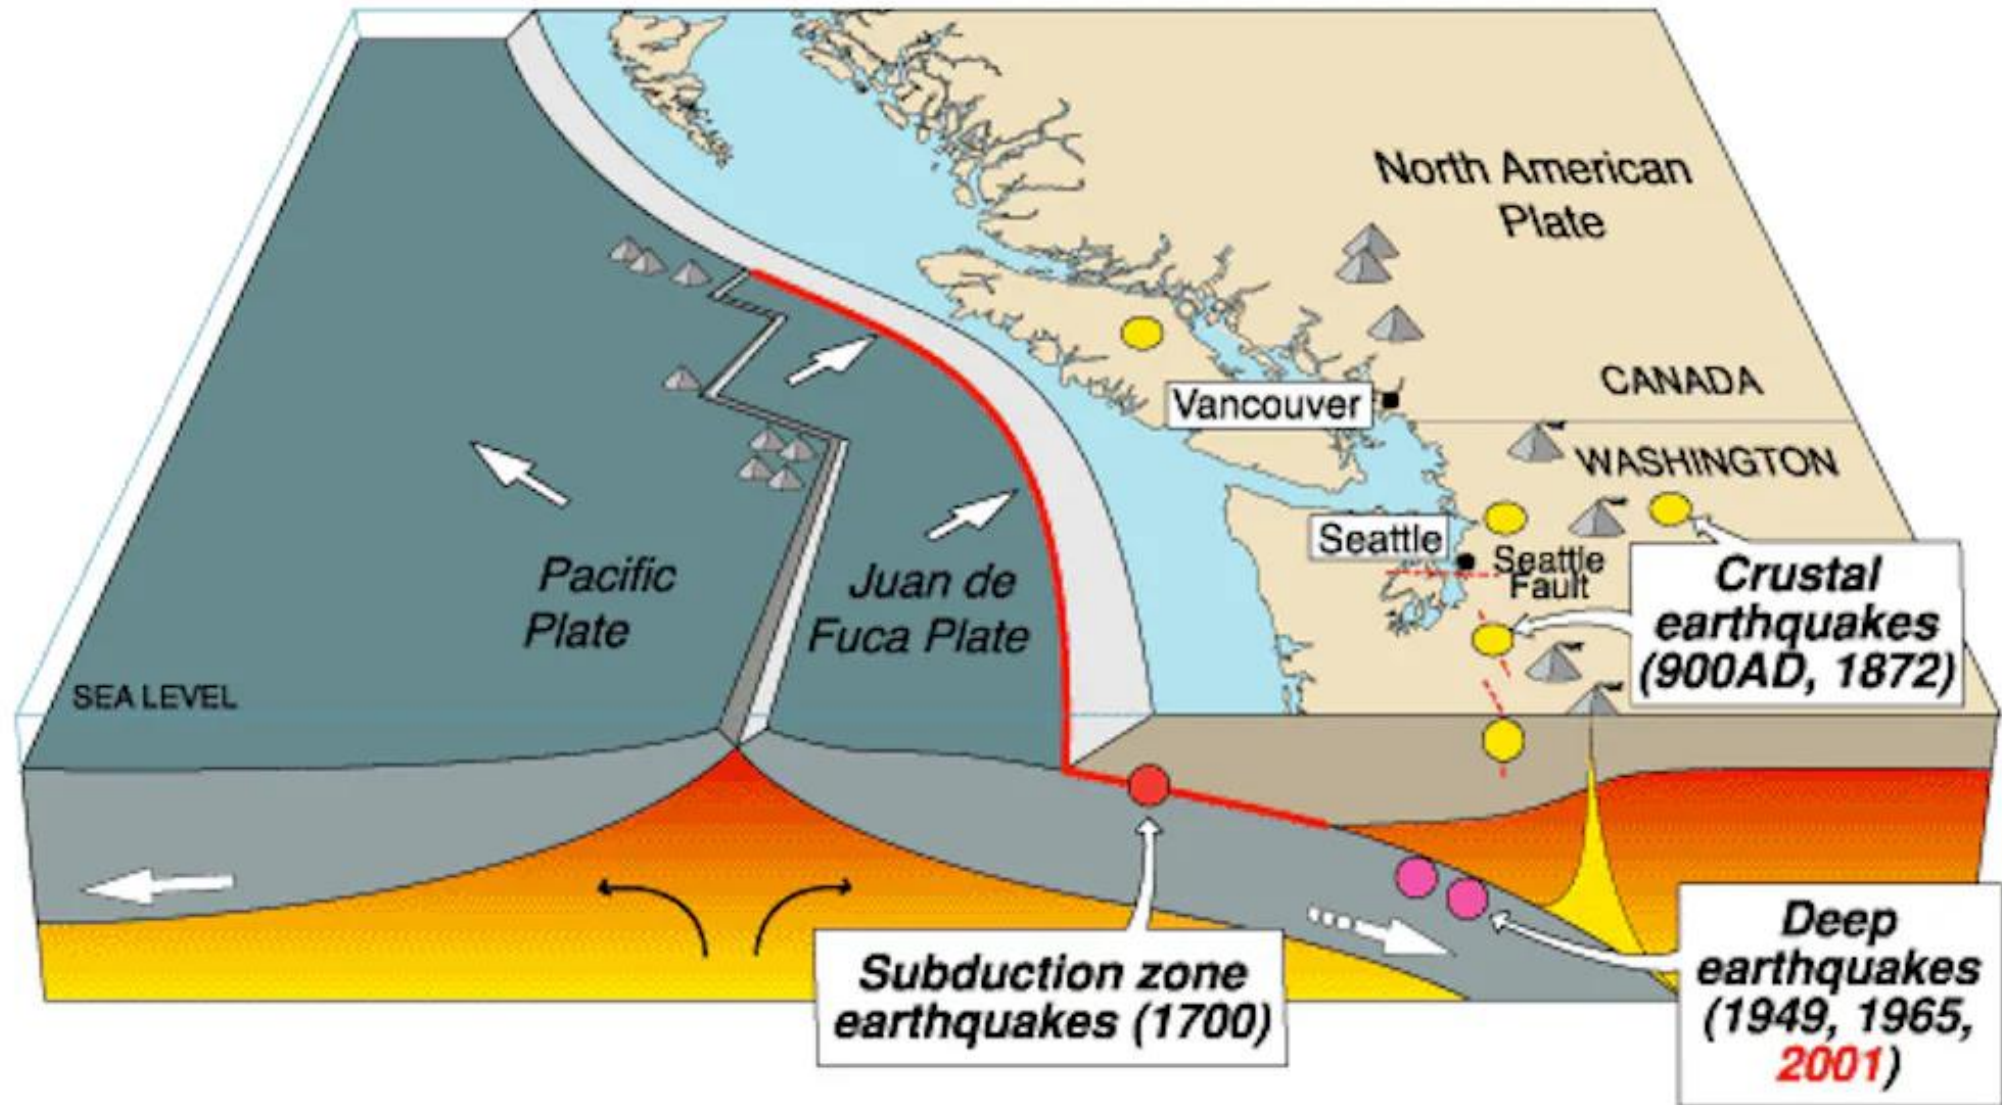 North American
Plate
CANADA
Vancouver
WASHINGTON
Seattle
Seattle
Fault
Crustal
earthquakes
(900AD, 1872)
Pacific
Plate
Juan de
Fuca Plate
SEA LEVEL
Subduction zone
earthquakes (1700)
Deep
earthquakes
(1949, 1965,
2001)